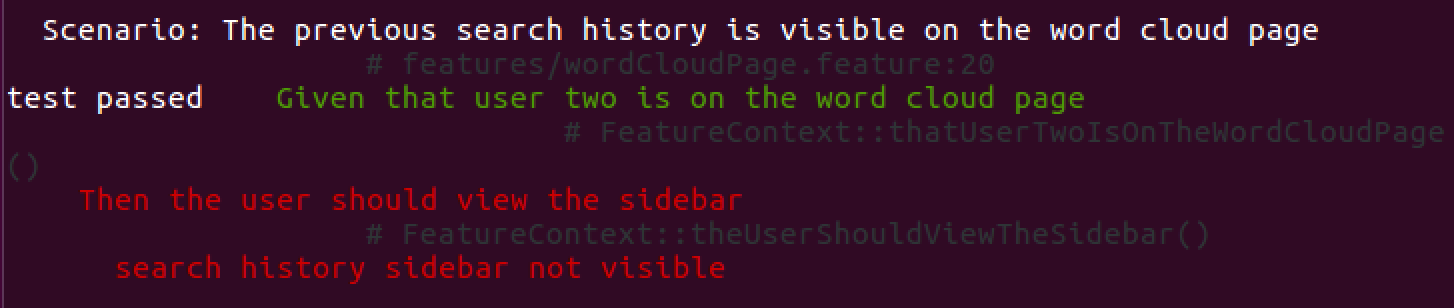 Scenario: The previous search history is visible on the word cloud page
# features/wordCloudPage.feature:20
test passed    Given that user two is on the word cloud page
# FeatureContext::thatUserTwoIsOnTheWordCloudPage
()
Then the user should view the sidebar
# FeatureContext::theUserShouldViewTheSidebar()
search history sidebar not visible